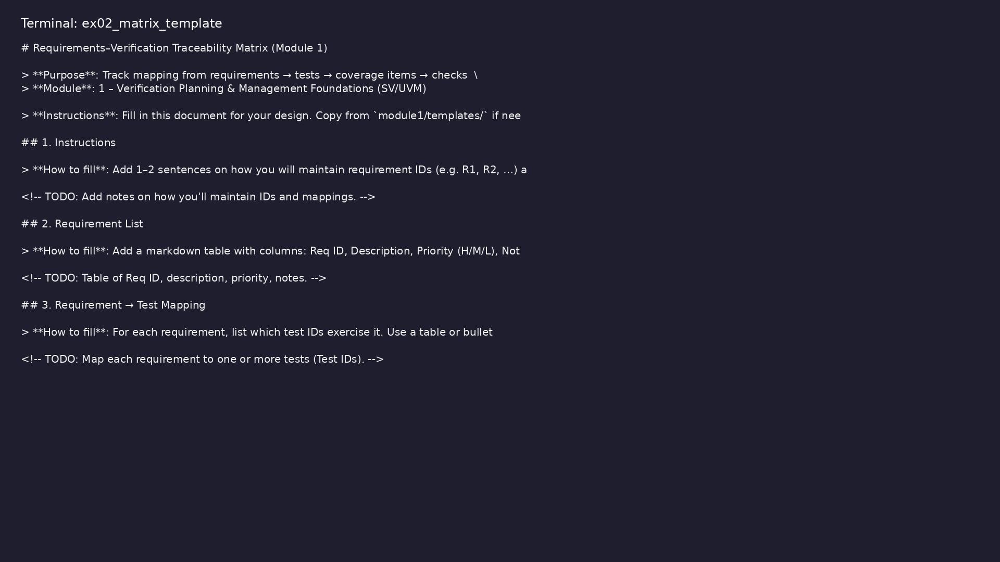 Terminal: ex02_matrix_template
# Requirements–Verification Traceability Matrix (Module 1)
> **Purpose**: Track mapping from requirements → tests → coverage items → checks  \
> **Module**: 1 – Verification Planning & Management Foundations (SV/UVM)
> **Instructions**: Fill in this document for your design. Copy from `module1/templates/` if nee
## 1. Instructions
> **How to fill**: Add 1–2 sentences on how you will maintain requirement IDs (e.g. R1, R2, …) a
<!-- TODO: Add notes on how you'll maintain IDs and mappings. -->
## 2. Requirement List
> **How to fill**: Add a markdown table with columns: Req ID, Description, Priority (H/M/L), Not
<!-- TODO: Table of Req ID, description, priority, notes. -->
## 3. Requirement → Test Mapping
> **How to fill**: For each requirement, list which test IDs exercise it. Use a table or bullet
<!-- TODO: Map each requirement to one or more tests (Test IDs). -->